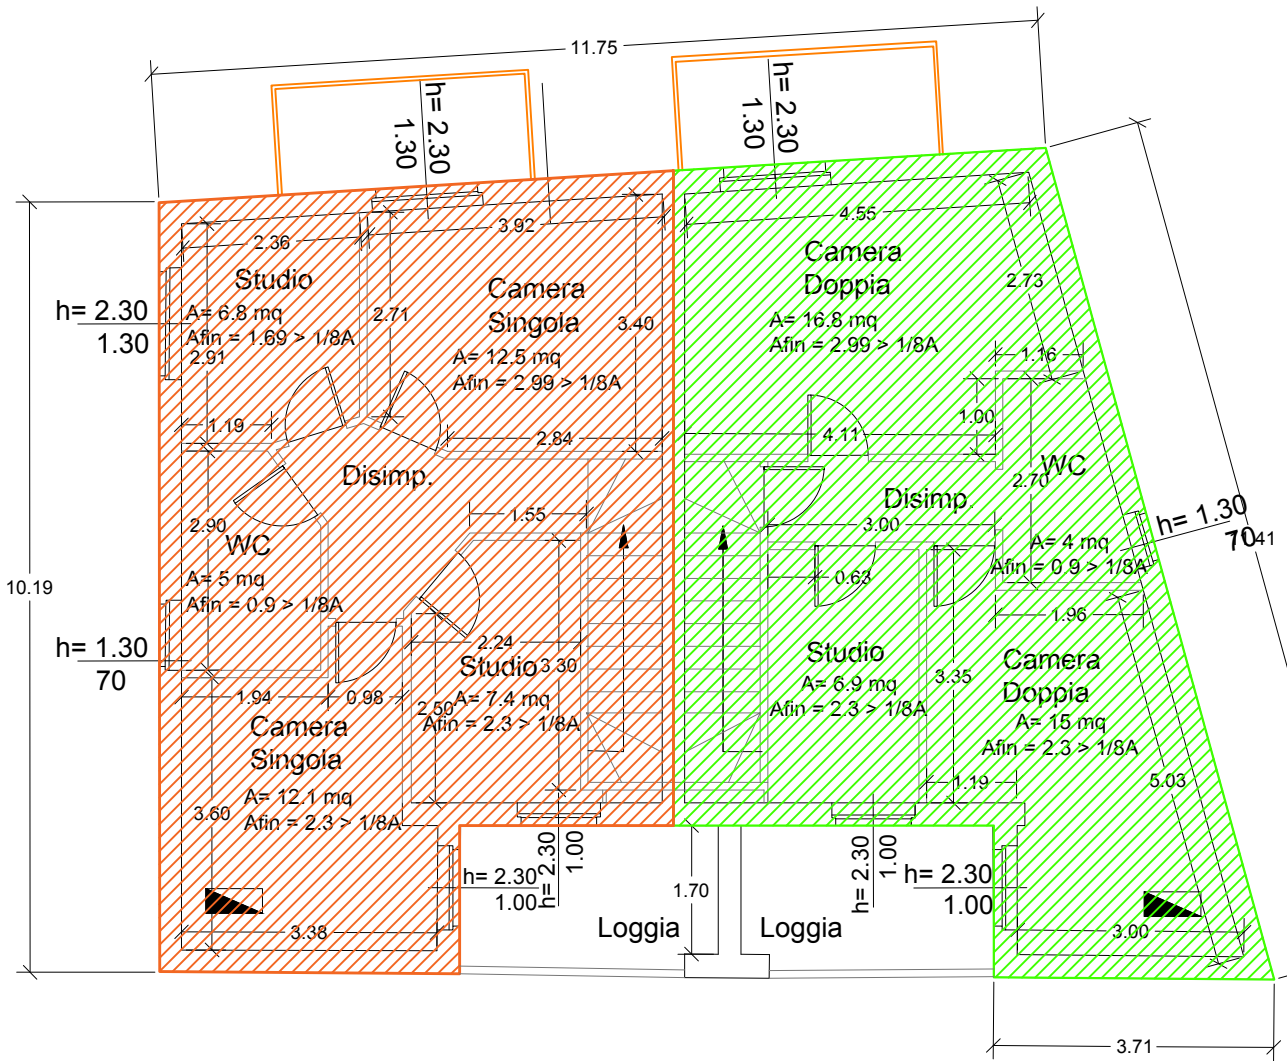 11.75
h= 2.30
1.30
h= 2.30
1.30
2.36
3.92
4.55
Studio
A= 6.8 mq
Afin = 1.69 > 1/8A
2.91
h= 2.30
1.30
2.71
Camera
Singola
3.40
A= 12.5 mq
Afin = 2.99 > 1/8A
Camera
Doppia
A= 16.8 mq
Afin = 2.99 > 1/8A
2.73
1.16
1.00
1.19
2.84
4.11
Disimp.
WC
2.70
Disimp.
3.00
1.55
2.90
WC
A= 5 mq
Afin = 0.9 > 1/8A
A= 4 mq
Afin = 0.9 > 1/8A
h= 1.30
70
0.63
10.19
h= 1.30
70
1.96
2.24
Studio
3.30
A= 7.4 mq
2.50
Afin = 2.3 > 1/8A
1.94
0.98
Studio
A= 6.9 mq
Afin = 2.3 > 1/8A
3.35
Camera
Doppia
A= 15 mq
Afin = 2.3 > 1/8A
Camera
Singola
A= 12.1 mq
Afin = 2.3 > 1/8A
3.60
1.19
5.03
h= 2.30
1.00
h= 2.30
1.00
1.70
h= 2.30
1.00
h= 2.30
1.00
3.38
Loggia
Loggia
3.00
3.71